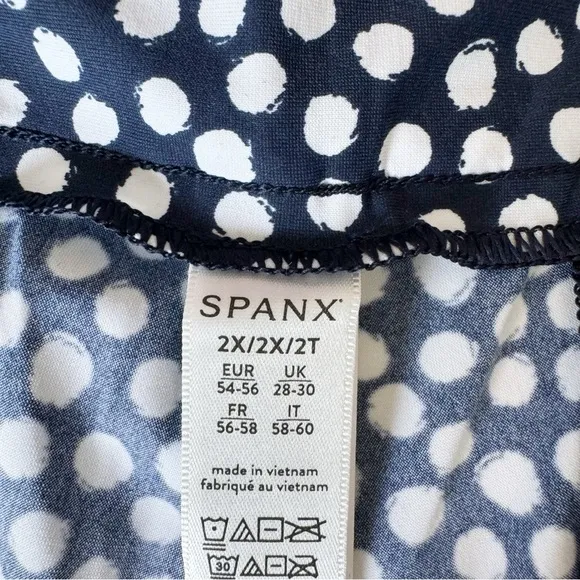 SPANX
2X/2X/2T
EUR UK
54-56 28-30
FR IT
56-58 58-60
made in vietnam
fabriqué au vietnam
30